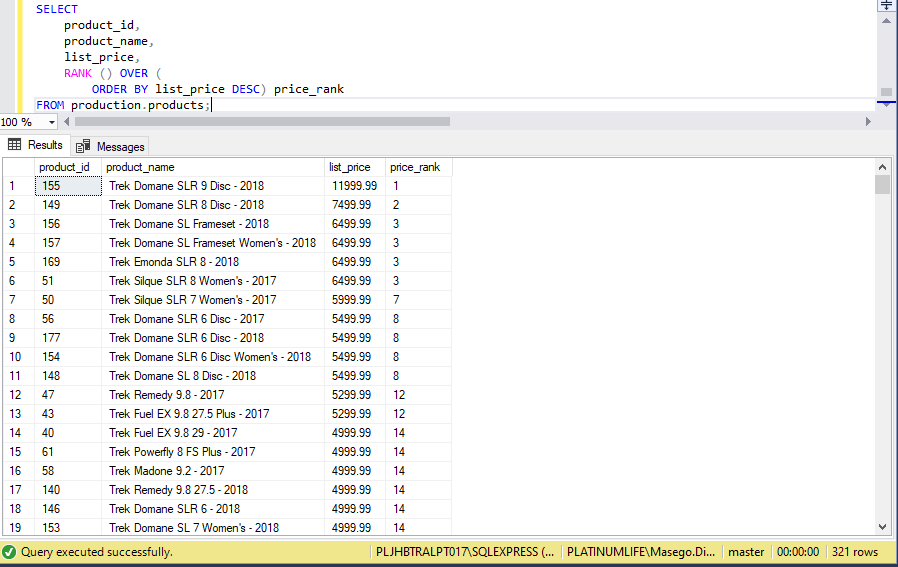 SELECT
product_id,
product_name,
list_price,
RANK () OVER (
ORDER BY list_price DESC) price_rank
FROM production.products;
100 %
Results Messages
product_id product_name list_price price_rank
1 155 Trek Domane SLR 9 Disc - 2018 11999.99 1
2 149 Trek Domane SLR 8 Disc - 2018 7499.99 2
3 156 Trek Domane SL Frameset - 2018 6499.99 3
4 157 Trek Domane SL Frameset Women's - 2018 6499.99 3
5 169 Trek Emonda SLR 8 - 2018 6499.99 3
6 51 Trek Silque SLR 8 Women's - 2017 6499.99 3
7 50 Trek Silque SLR 7 Women's - 2017 5999.99 7
8 56 Trek Domane SLR 6 Disc - 2017 5499.99 8
9 177 Trek Domane SLR 6 Disc - 2018 5499.99 8
10 154 Trek Domane SLR 6 Disc Women's - 2018 5499.99 8
11 148 Trek Domane SL 8 Disc - 2018 5499.99 8
12 47 Trek Remedy 9.8 - 2017 5299.99 12
13 43 Trek Fuel EX 9.8 27.5 Plus - 2017 5299.99 12
14 40 Trek Fuel EX 9.8 29 - 2017 4999.99 14
15 61 Trek Powerfly 8 FS Plus - 2017 4999.99 14
16 58 Trek Madone 9.2 - 2017 4999.99 14
17 140 Trek Remedy 9.8 27.5 - 2018 4999.99 14
18 146 Trek Domane SLR 6 - 2018 4999.99 14
19 153 Trek Domane SL 7 Women's - 2018 4999.99 14
Query executed successfully. PLJHBTRALPT017\SQLEXPRESS (... PLATINUMLIFE\Masego.Di... master 00:00:00 321 rows